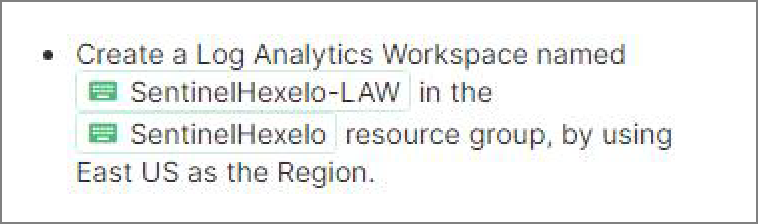 • Create a Log Analytics Workspace named
SentinelHexelo-LAW in the
SentinelHexelo resource group, by using
East US as the Region.